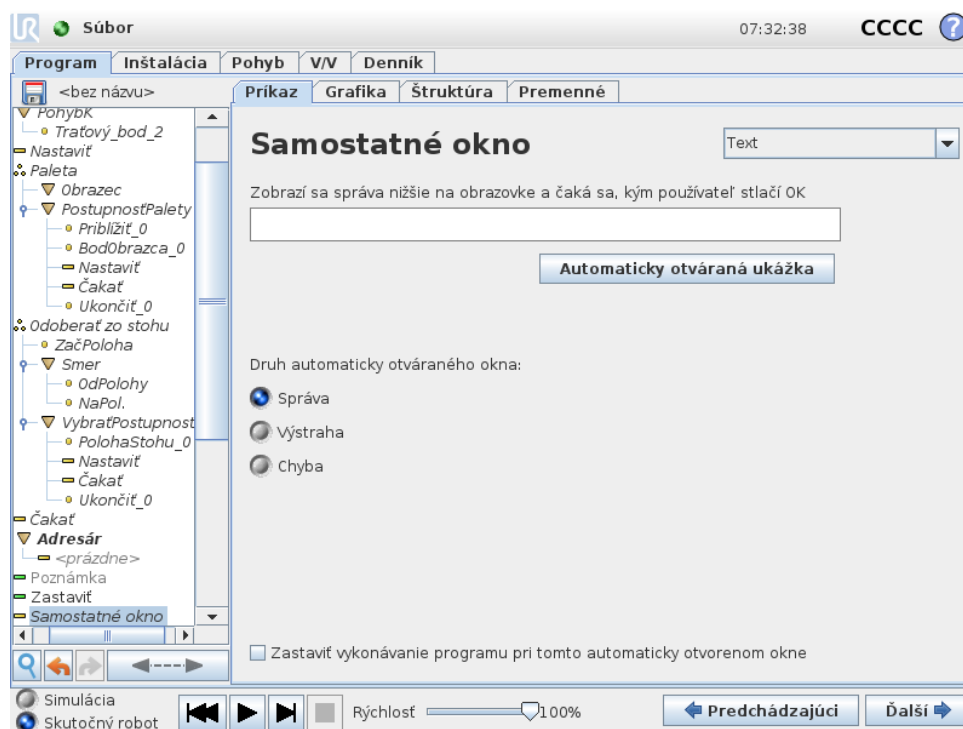 UR Súbor 07:32:38 CCCC ?
Program Inštalácia Pohyb V/V Denník
<bez názvu> Príkaz Grafika Štruktúra Premenné
PohybK
Traťový_bod_2
Nastaviť
Paleta
Obrazec
PostupnosťPalety
Priblížiť_0
BodObrazca_0
Nastaviť
Čakať
Ukončiť_0
Odoberať zo stohu
ZačPoloha
Smer
OdPolohy
NaPol.
VybraťPostupnost
PolohaStohu_0
Nastaviť
Čakať
Ukončiť_0
Čakať
Adresár
<prázdne>
Poznámka
Zastaviť
Samostatné okno
Samostatné okno Text
Zobrazí sa správa nižšie na obrazovke a čaká sa, kým používateľ stlačí OK
Automaticky otváraná ukážka
Druh automaticky otváraného okna:
Správa
Výstraha
Chyba
Zastaviť vykonávanie programu pri tomto automaticky otvorenom okne
Simulácia
Skutočný robot
Rýchlosť 100% Predchádzajúci Ďalší